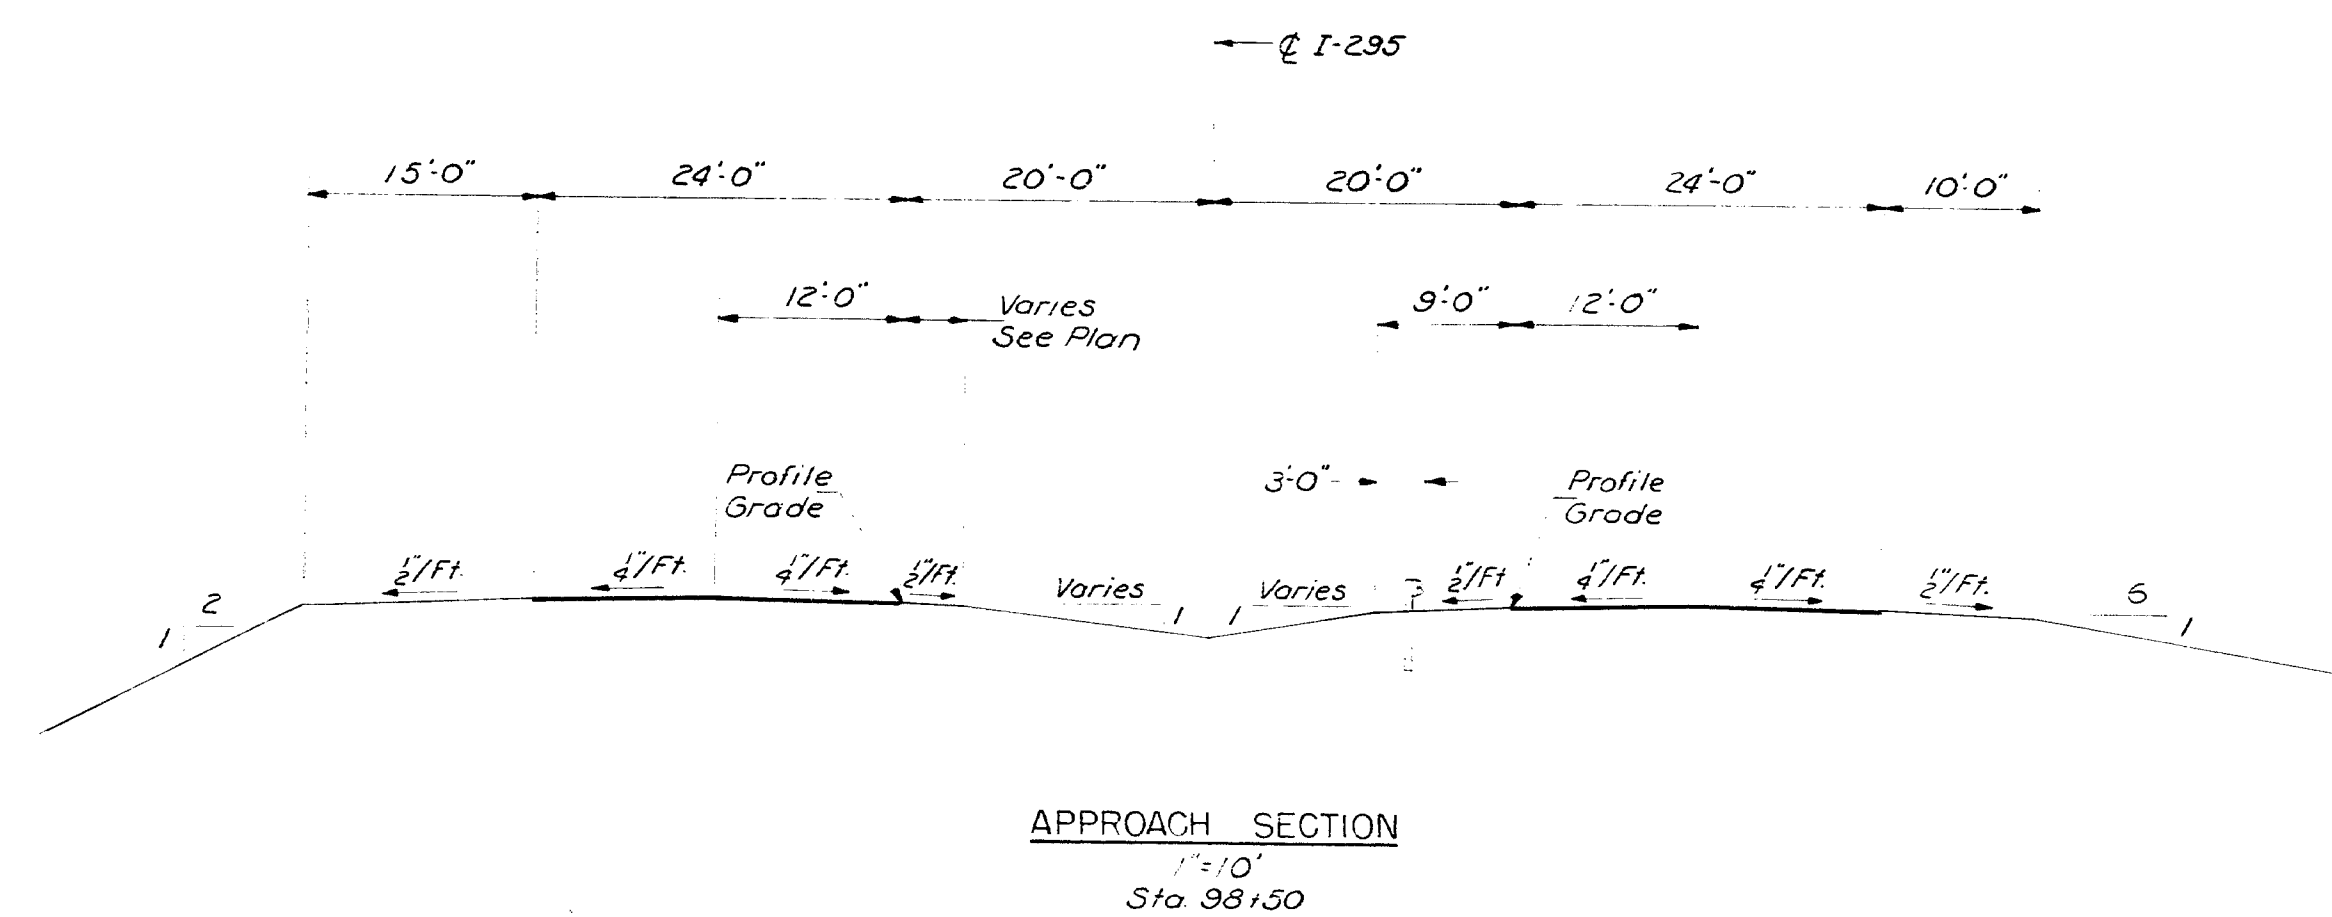 ℄ I-295
15'-0" 24'-0" 20'-0" 20'-0" 24'-0" 10'-0"
12'-0" Varies 9'-0" 12'-0"
See Plan
Profile 3'-0" Profile
Grade Grade
1/2"/Ft. 1/4"/Ft. 1/4"/Ft. 1/2"/Ft. Varies Varies 1/2"/Ft 1/4"/Ft. 1/4"/Ft. 1/2"/Ft.
2 6
1 1 1 1
APPROACH SECTION
1"=10'
Sta. 98+50